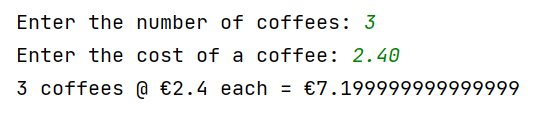 Enter the number of coffees: 3
Enter the cost of a coffee: 2.40
3 coffees @ €2.4 each = €7.199999999999999